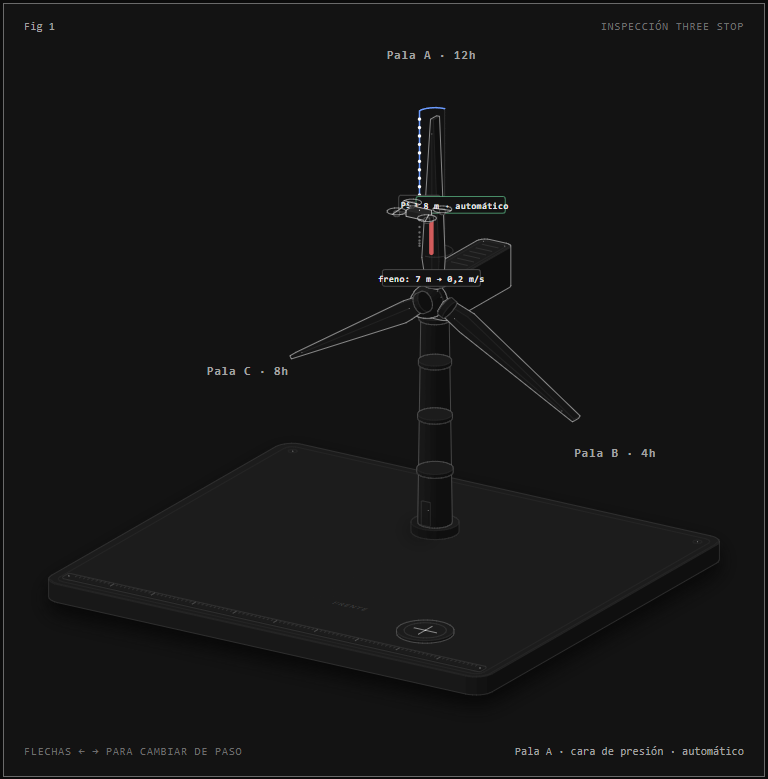 Fig 1
INSPECCIÓN THREE STOP
Pala A · 12h
8 m → automático
freno: 7 m → 0,2 m/s
Pala C · 8h
Pala B · 4h
FRENTE
FLECHAS ← → PARA CAMBIAR DE PASO
Pala A · cara de presión · automático